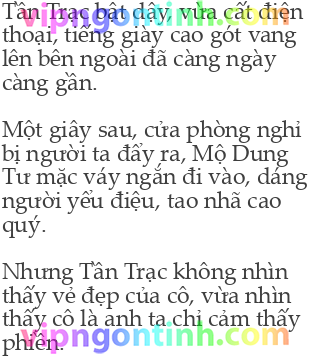 Tần Trạc bật dậy, vừa cất điện
thoại, tiếng giày cao gót vang
lên bên ngoài đã càng ngày
càng gần.
Một giây sau, cửa phòng nghỉ
bị người ta đẩy ra, Mộ Dung
Tư mặc váy ngắn đi vào, dáng
người yểu điệu, tao nhã cao
quý.
Nhưng Tần Trạc không nhìn
thấy vẻ đẹp của cô, vừa nhìn
thấy cô là anh ta chỉ cảm thấy
phiền.
vipngontinh.com
vipngontinh.com